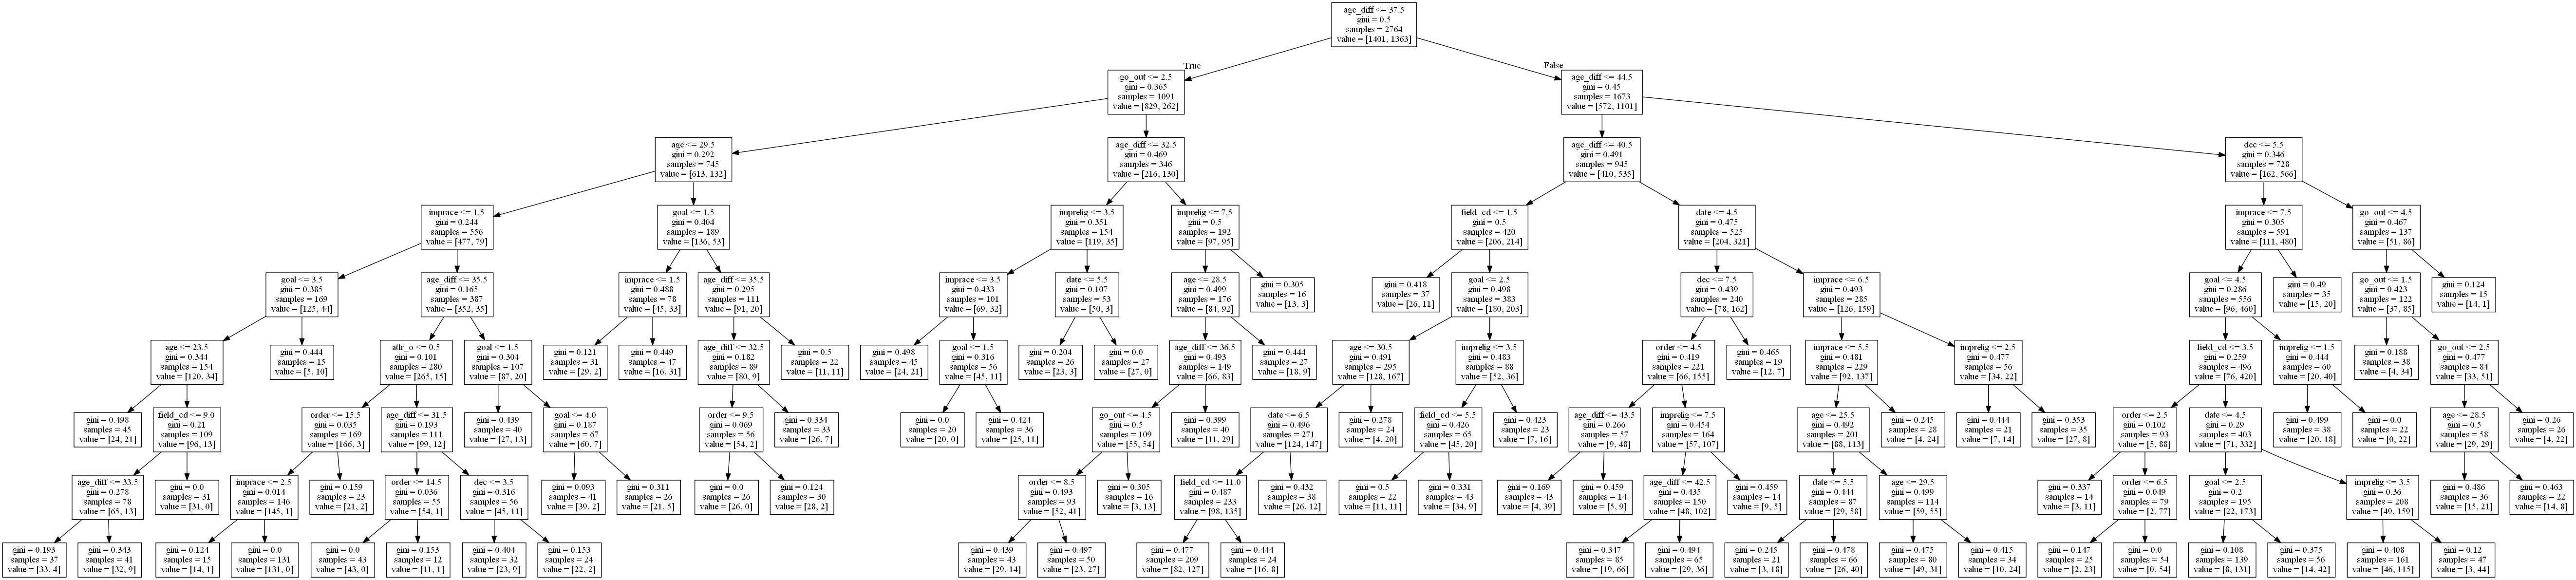 age_diff <= 37.5
gini = 0.5
samples = 2764
value = [1401, 1363]
True
False
go_out <= 2.5
gini = 0.365
samples = 1091
value = [829, 262]
age_diff <= 44.5
gini = 0.45
samples = 1673
value = [572, 1101]
age <= 29.5
gini = 0.292
samples = 745
value = [613, 132]
age_diff <= 32.5
gini = 0.469
samples = 346
value = [216, 130]
age_diff <= 40.5
gini = 0.491
samples = 945
value = [410, 535]
dec <= 5.5
gini = 0.346
samples = 728
value = [162, 566]
imprace <= 1.5
gini = 0.244
samples = 556
value = [477, 79]
goal <= 1.5
gini = 0.404
samples = 189
value = [136, 53]
imprelig <= 3.5
gini = 0.351
samples = 154
value = [119, 35]
imprelig <= 7.5
gini = 0.5
samples = 192
value = [97, 95]
field_cd <= 1.5
gini = 0.5
samples = 420
value = [206, 214]
date <= 4.5
gini = 0.475
samples = 525
value = [204, 321]
imprace <= 7.5
gini = 0.305
samples = 591
value = [111, 480]
go_out <= 4.5
gini = 0.467
samples = 137
value = [51, 86]
goal <= 3.5
gini = 0.385
samples = 169
value = [125, 44]
age_diff <= 35.5
gini = 0.165
samples = 387
value = [352, 35]
imprace <= 1.5
gini = 0.488
samples = 78
value = [45, 33]
age_diff <= 35.5
gini = 0.295
samples = 111
value = [91, 20]
imprace <= 3.5
gini = 0.433
samples = 101
value = [69, 32]
date <= 5.5
gini = 0.107
samples = 53
value = [50, 3]
age <= 28.5
gini = 0.499
samples = 176
value = [84, 92]
gini = 0.305
samples = 16
value = [13, 3]
gini = 0.418
samples = 37
value = [26, 11]
goal <= 2.5
gini = 0.498
samples = 383
value = [180, 203]
dec <= 7.5
gini = 0.439
samples = 240
value = [78, 162]
imprace <= 6.5
gini = 0.493
samples = 285
value = [126, 159]
goal <= 4.5
gini = 0.286
samples = 556
value = [96, 460]
gini = 0.49
samples = 35
value = [15, 20]
go_out <= 1.5
gini = 0.423
samples = 122
value = [37, 85]
gini = 0.124
samples = 15
value = [14, 1]
age <= 23.5
gini = 0.344
samples = 154
value = [120, 34]
gini = 0.444
samples = 15
value = [5, 10]
attr_o <= 0.5
gini = 0.101
samples = 280
value = [265, 15]
goal <= 1.5
gini = 0.304
samples = 107
value = [87, 20]
gini = 0.121
samples = 31
value = [29, 2]
gini = 0.449
samples = 47
value = [16, 31]
age_diff <= 32.5
gini = 0.182
samples = 89
value = [80, 9]
gini = 0.5
samples = 22
value = [11, 11]
gini = 0.498
samples = 45
value = [24, 21]
goal <= 1.5
gini = 0.316
samples = 56
value = [45, 11]
gini = 0.204
samples = 26
value = [23, 3]
gini = 0.0
samples = 27
value = [27, 0]
age_diff <= 36.5
gini = 0.493
samples = 149
value = [66, 83]
gini = 0.444
samples = 27
value = [18, 9]
age <= 30.5
gini = 0.491
samples = 295
value = [128, 167]
imprelig <= 3.5
gini = 0.483
samples = 88
value = [52, 36]
order <= 4.5
gini = 0.419
samples = 221
value = [66, 155]
gini = 0.465
samples = 19
value = [12, 7]
imprace <= 5.5
gini = 0.481
samples = 229
value = [92, 137]
imprelig <= 2.5
gini = 0.477
samples = 56
value = [34, 22]
field_cd <= 3.5
gini = 0.259
samples = 496
value = [76, 420]
imprelig <= 1.5
gini = 0.444
samples = 60
value = [20, 40]
gini = 0.188
samples = 38
value = [4, 34]
go_out <= 2.5
gini = 0.477
samples = 84
value = [33, 51]
gini = 0.498
samples = 45
value = [24, 21]
field_cd <= 9.0
gini = 0.21
samples = 109
value = [96, 13]
order <= 15.5
gini = 0.035
samples = 169
value = [166, 3]
age_diff <= 31.5
gini = 0.193
samples = 111
value = [99, 12]
gini = 0.439
samples = 40
value = [27, 13]
goal <= 4.0
gini = 0.187
samples = 67
value = [60, 7]
order <= 9.5
gini = 0.069
samples = 56
value = [54, 2]
gini = 0.334
samples = 33
value = [26, 7]
gini = 0.0
samples = 20
value = [20, 0]
gini = 0.424
samples = 36
value = [25, 11]
go_out <= 4.5
gini = 0.5
samples = 109
value = [55, 54]
gini = 0.399
samples = 40
value = [11, 29]
date <= 6.5
gini = 0.496
samples = 271
value = [124, 147]
gini = 0.278
samples = 24
value = [4, 20]
field_cd <= 5.5
gini = 0.426
samples = 65
value = [45, 20]
gini = 0.423
samples = 23
value = [7, 16]
age_diff <= 43.5
gini = 0.266
samples = 57
value = [9, 48]
imprelig <= 7.5
gini = 0.454
samples = 164
value = [57, 107]
age <= 25.5
gini = 0.492
samples = 201
value = [88, 113]
gini = 0.245
samples = 28
value = [4, 24]
gini = 0.444
samples = 21
value = [7, 14]
gini = 0.353
samples = 35
value = [27, 8]
order <= 2.5
gini = 0.102
samples = 93
value = [5, 88]
date <= 4.5
gini = 0.29
samples = 403
value = [71, 332]
gini = 0.499
samples = 38
value = [20, 18]
gini = 0.0
samples = 22
value = [0, 22]
age <= 28.5
gini = 0.5
samples = 58
value = [29, 29]
gini = 0.26
samples = 26
value = [4, 22]
age_diff <= 33.5
gini = 0.278
samples = 78
value = [65, 13]
gini = 0.0
samples = 31
value = [31, 0]
imprace <= 2.5
gini = 0.014
samples = 146
value = [145, 1]
gini = 0.159
samples = 23
value = [21, 2]
order <= 14.5
gini = 0.036
samples = 55
value = [54, 1]
dec <= 3.5
gini = 0.316
samples = 56
value = [45, 11]
gini = 0.093
samples = 41
value = [39, 2]
gini = 0.311
samples = 26
value = [21, 5]
gini = 0.0
samples = 26
value = [26, 0]
gini = 0.124
samples = 30
value = [28, 2]
order <= 8.5
gini = 0.493
samples = 93
value = [52, 41]
gini = 0.305
samples = 16
value = [3, 13]
field_cd <= 11.0
gini = 0.487
samples = 233
value = [98, 135]
gini = 0.432
samples = 38
value = [26, 12]
gini = 0.5
samples = 22
value = [11, 11]
gini = 0.331
samples = 43
value = [34, 9]
gini = 0.169
samples = 43
value = [4, 39]
gini = 0.459
samples = 14
value = [5, 9]
age_diff <= 42.5
gini = 0.435
samples = 150
value = [48, 102]
gini = 0.459
samples = 14
value = [9, 5]
date <= 5.5
gini = 0.444
samples = 87
value = [29, 58]
age <= 29.5
gini = 0.499
samples = 114
value = [59, 55]
gini = 0.337
samples = 14
value = [3, 11]
order <= 6.5
gini = 0.049
samples = 79
value = [2, 77]
goal <= 2.5
gini = 0.2
samples = 195
value = [22, 173]
imprelig <= 3.5
gini = 0.36
samples = 208
value = [49, 159]
gini = 0.486
samples = 36
value = [15, 21]
gini = 0.463
samples = 22
value = [14, 8]
gini = 0.193
samples = 37
value = [33, 4]
gini = 0.343
samples = 41
value = [32, 9]
gini = 0.124
samples = 15
value = [14, 1]
gini = 0.0
samples = 131
value = [131, 0]
gini = 0.0
samples = 43
value = [43, 0]
gini = 0.153
samples = 12
value = [11, 1]
gini = 0.404
samples = 32
value = [23, 9]
gini = 0.153
samples = 24
value = [22, 2]
gini = 0.439
samples = 43
value = [29, 14]
gini = 0.497
samples = 50
value = [23, 27]
gini = 0.477
samples = 209
value = [82, 127]
gini = 0.444
samples = 24
value = [16, 8]
gini = 0.347
samples = 85
value = [19, 66]
gini = 0.494
samples = 65
value = [29, 36]
gini = 0.245
samples = 21
value = [3, 18]
gini = 0.478
samples = 66
value = [26, 40]
gini = 0.475
samples = 80
value = [49, 31]
gini = 0.415
samples = 34
value = [10, 24]
gini = 0.147
samples = 25
value = [2, 23]
gini = 0.0
samples = 54
value = [0, 54]
gini = 0.108
samples = 139
value = [8, 131]
gini = 0.375
samples = 56
value = [14, 42]
gini = 0.408
samples = 161
value = [46, 115]
gini = 0.12
samples = 47
value = [3, 44]